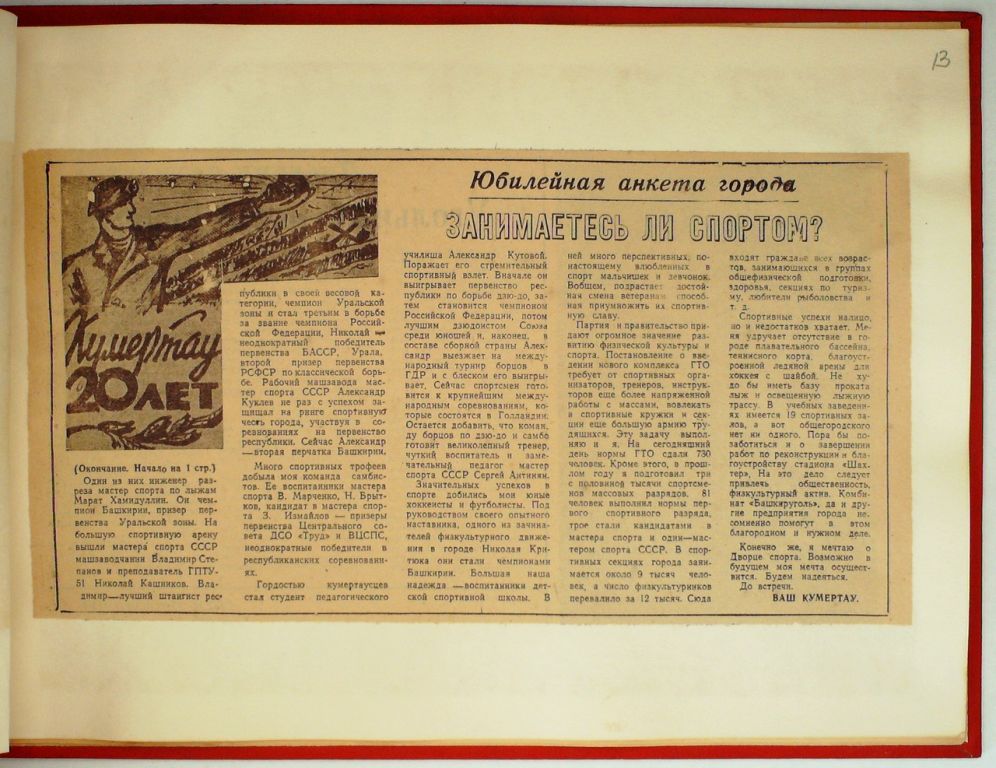 13
Юбилейная анкета города
ЗАНИМАЕТЕСЬ ЛИ СПОРТОМ?
Кумертау
20 ЛЕТ
(Окончание. Начало на 1 стр.)
Один из них инженер раз-
реза мастер спорта по лыжам
Марат Хамидуллин. Он чем-
пион Башкирии, призер пер-
венства Уральской зоны. На
большую спортивную арену
вышли мастера спорта СССР
машзаводчанин Владимир Сте-
панов и преподаватель ГПТУ-
51 Николай Кашников. Вла-
димир—лучший штангист рес-
публики в своей весовой ка-
тегории, чемпион Уральской
зоны и стал третьим в борьбе
за звание чемпиона Россий-
ской Федерации, Николай —
неоднократный победитель
первенства БАССР, Урала,
второй призер первенства
РСФСР по классической борь-
бе. Рабочий машзавода мас-
тер спорта СССР Александр
Куклев не раз с успехом за-
щищал на ринге спортивную
честь города, участвуя в со-
ревнованиях на первенство
республики. Сейчас Александр
—вторая перчатка Башкирии.
Много спортивных трофеев
добыла моя команда самбис-
тов. Ее воспитанники мастера
спорта В. Марченко, Н. Брыт-
ков, кандидат в мастера спор-
та З. Измайлов — призеры
первенства Центрального со-
вета ДСО «Труд» и ВЦСПС,
неоднократные победители в
республиканских соревновани-
ях.
Гордостью кумертаусцев
стал студент педагогического
училища Александр Кутовой.
Поражает его стремительный
спортивный взлет. Вначале он
выигрывает первенство рес-
публики по борьбе дзю-до, за-
тем становится чемпионом
Российской Федерации, потом
лучшим дзюдоистом Союза
среди юношей и, наконец, в
составе сборной страны Алек-
сандр выезжает на между-
народный турнир борцов в
ГДР и с блеском его выигры-
вает. Сейчас спортсмен гото-
вится к крупнейшим между-
народным соревнованиям, ко-
торые состоятся в Голландии.
Остается добавить, что коман-
ду борцов по дзю-до и самбо
готовит великолепный тренер,
чуткий воспитатель и заме-
чательный педагог мастер
спорта СССР Сергей Антинян.
Значительных успехов в
спорте добились мои юные
хоккеисты и футболисты. Под
руководством своего опытного
наставника, одного из зачина-
телей физкультурного движе-
ния в городе Николая Кри-
тюка они стали чемпионами
Башкирии. Большая наша
надежда —воспитанники дет-
ской спортивной школы. В
ней много перспективных, по-
настоящему влюбленных в
спорт мальчишек и девчонок.
Вобщем, подрастает достой-
ная смена ветеранам способ-
ная приумножить их спортив-
ную славу.
Партия и правительство при-
дают огромное значение раз-
витию физической культуры и
спорта. Постановление о вве-
дении нового комплекса ГТО
требует от спортивных орга-
низаторов, тренеров, инструк-
торов еще более напряженной
работы с массами, вовлекать
в спортивные кружки и сек-
ции еще большую армию тру-
дящихся. Эту задачу выпол-
няю и я. На сегодняшний
день нормы ГТО сдали 730
человек. Кроме этого, в прош-
лом году я подготовил три
с половиной тысячи спортсме-
нов массовых разрядов. 81
человек выполнил нормы пер-
вого спортивного разряда,
трое стали кандидатами в
мастера спорта и один—мас-
тером спорта СССР. В спор-
тивных секциях города зани-
мается около 9 тысяч чело-
век, а число физкультурников
перевалило за 12 тысяч. Сюда
входят граждане всех возрас-
тов, занимающихся в группах
общефизической подготовки,
здоровья, секциях по туриз-
му, любители рыболовства и
т. д.
Спортивные успехи налицо,
но и недостатков хватает. Ме-
ня удручает отсутствие в го-
роде плавательного бассейна,
теннисного корта, благоуст-
роенной ледяной арены для
хоккея с шайбой. Не ху-
до бы иметь базу проката
лыж и освещенную лыжную
трассу. В учебных заведени-
ях имеется 19 спортивных за-
лов, а вот общегородского
нет ни одного. Пора бы по-
заботиться и о завершении
работ по реконструкции и бла-
гоустройству стадиона «Шах-
тер», На это дело следует
привлечь общественность,
физкультурный актив. Комби-
нат «Башкируголь», да и дру-
гие предприятия города не-
сомненно помогут в этом
благородном и нужном деле.
Конечно же, я мечтаю о
Дворце спорта. Возможно в
будущем моя мечта осущест-
вится. Будем надеяться.
До встречи.
ВАШ КУМЕРТАУ.